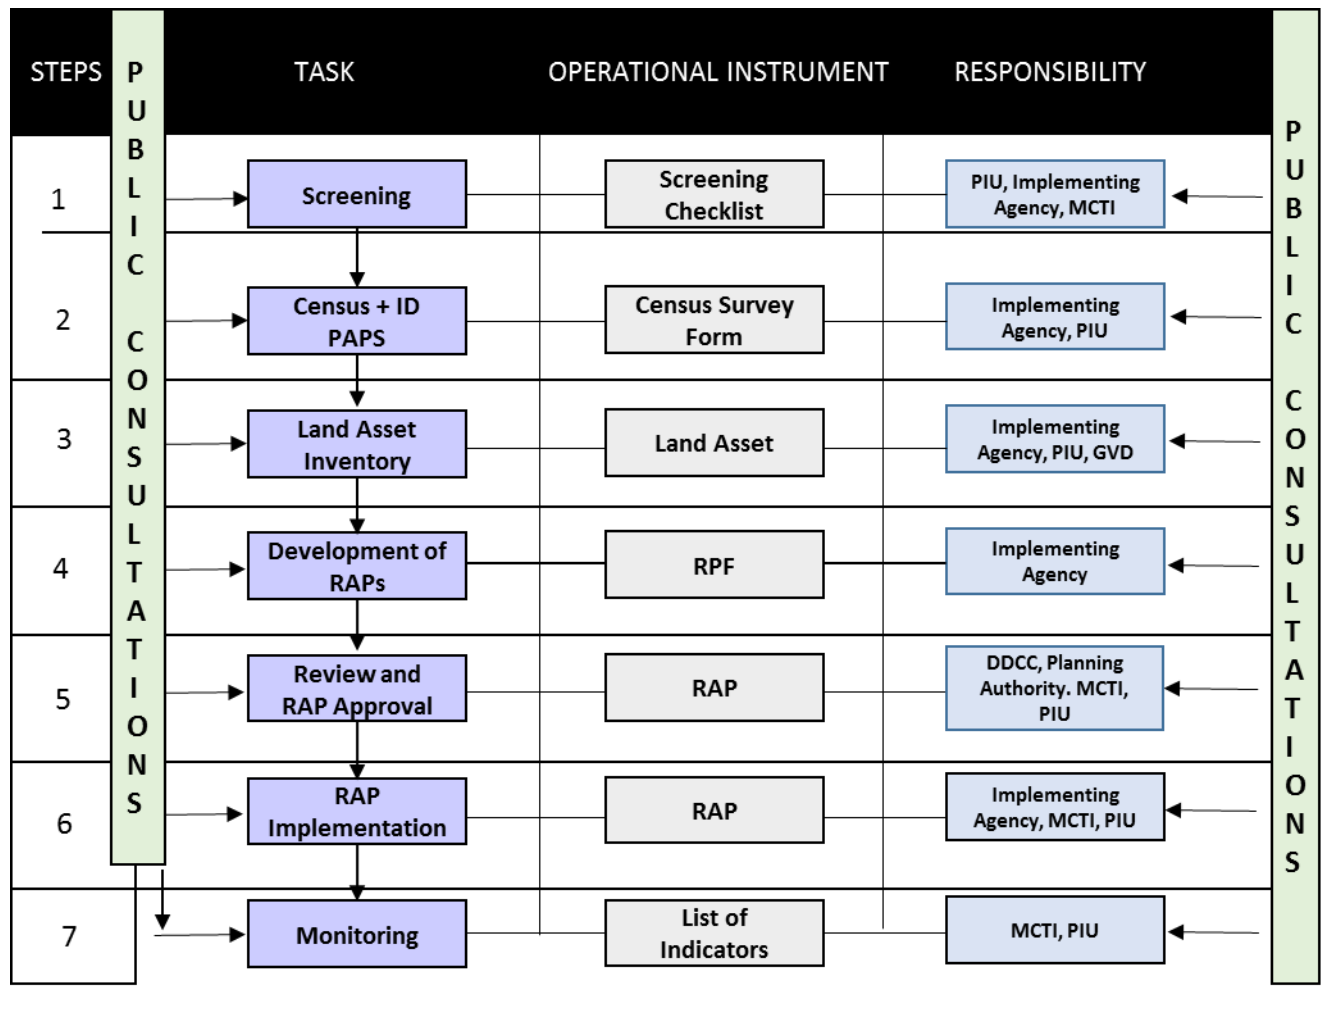 STEPS
TASK
OPERATIONAL INSTRUMENT
RESPONSIBILITY
PUBLIC CONSULTATIONS
1
Screening
Screening
Checklist
PIU, Implementing
Agency, MCTI
2
Census + ID
PAPS
Census Survey
Form
Implementing
Agency, PIU
3
Land Asset
Inventory
Land Asset
Implementing
Agency, PIU, GVD
4
Development of
RAPs
RPF
Implementing
Agency
5
Review and
RAP Approval
RAP
DDCC, Planning
Authority. MCTI,
PIU
6
RAP
Implementation
RAP
Implementing
Agency, MCTI, PIU
7
Monitoring
List of
Indicators
MCTI, PIU
PUBLIC CONSULTATIONS